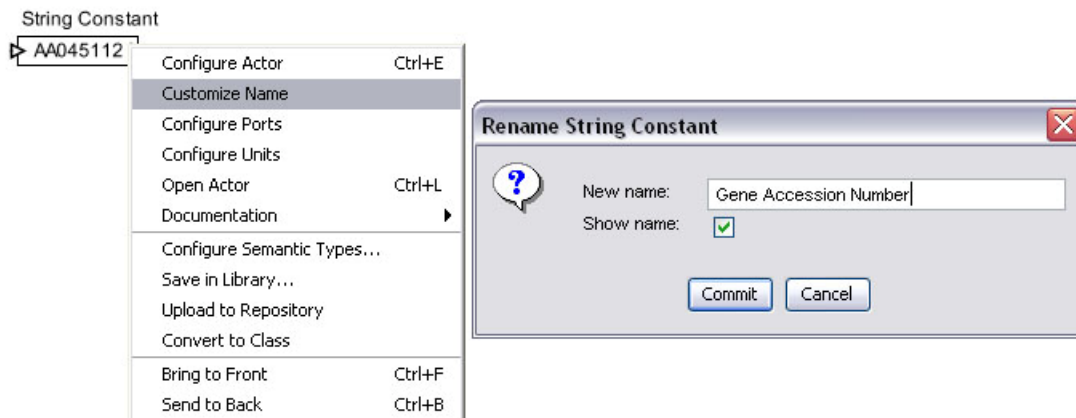 String Constant
AA045112
Configure Actor Ctrl+E
Customize Name
Configure Ports
Configure Units
Open Actor Ctrl+L
Documentation
Configure Semantic Types...
Save in Library...
Upload to Repository
Convert to Class
Bring to Front Ctrl+F
Send to Back Ctrl+B
Rename String Constant
?
New name: Gene Accession Number
Show name:
Commit Cancel